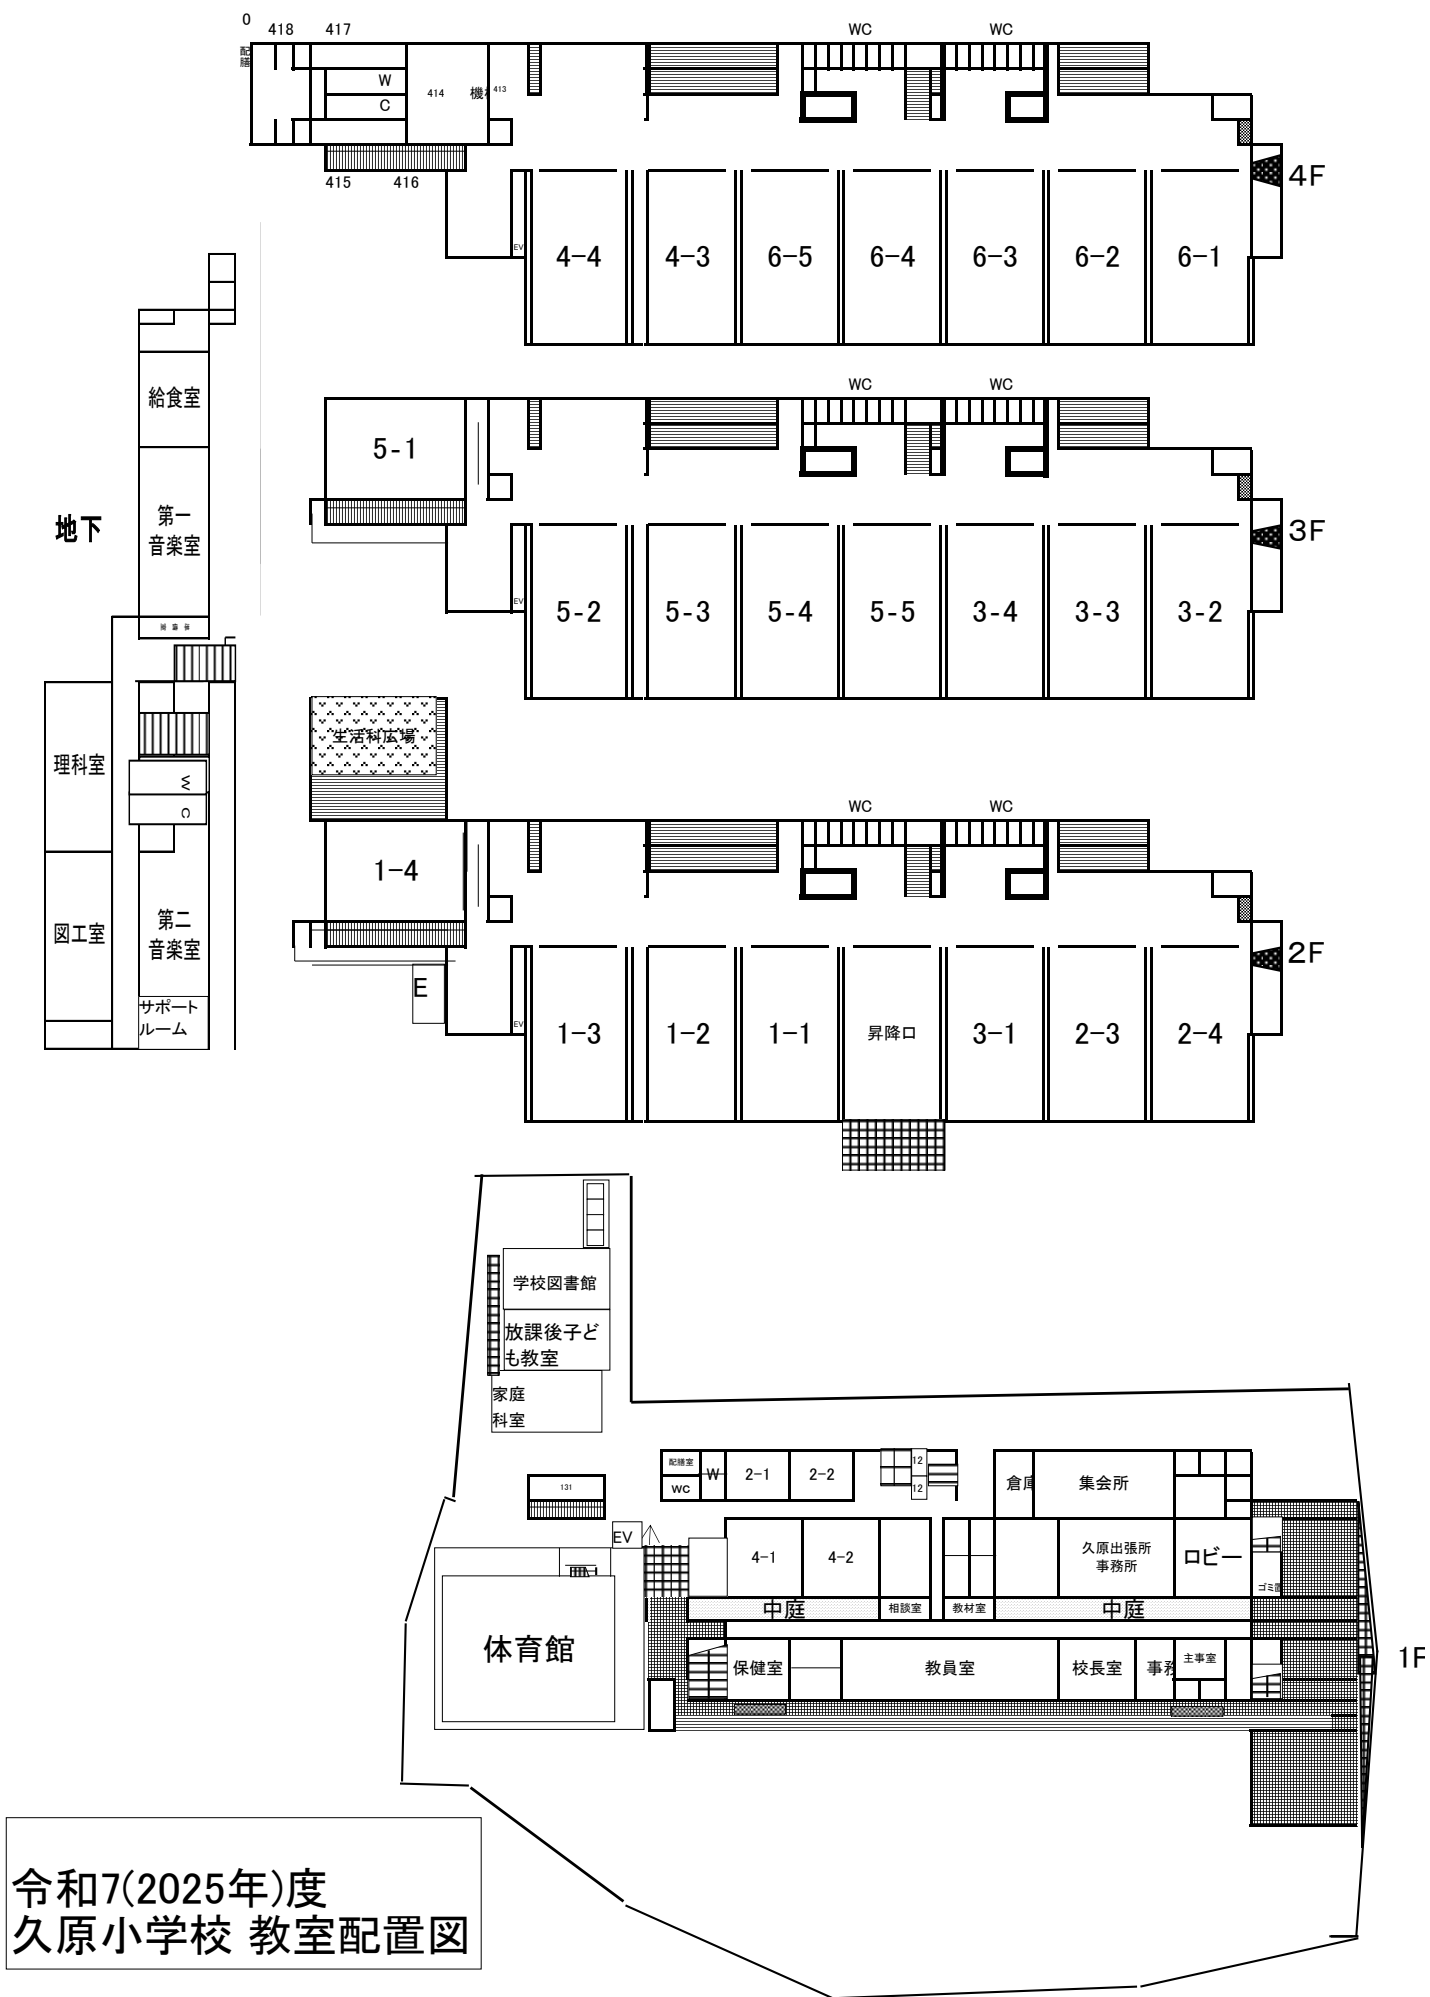 0
418
417
WC
WC
配膳
W
C
414
413
415
416
4F
EV
4-4
4-3
6-5
6-4
6-3
6-2
6-1
WC
WC
5-1
3F
EV
5-2
5-3
5-4
5-5
3-4
3-3
3-2
地下
給食室
第一
音楽室
理科室
W
C
図工室
第二
音楽室
サポート
ルーム
生活科広場
WC
WC
1-4
2F
E
EV
1-3
1-2
1-1
昇降口
3-1
2-3
2-4
学校図書館
放課後子ど
も教室
家庭
科室
配膳室
WC
W
2-1
2-2
12
12
倉庫
集会所
131
EV
4-1
4-2
久原出張所
事務所
ロビー
中庭
相談室
教材室
中庭
体育館
保健室
教員室
校長室
事務
主事室
1F
令和7(2025年)度
久原小学校 教室配置図